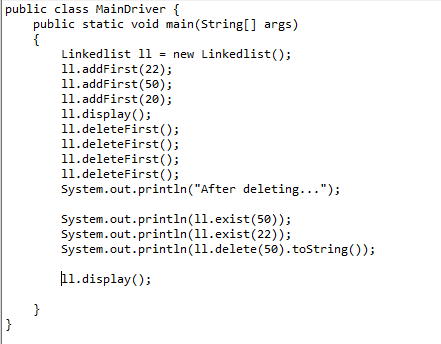 public class MainDriver {
    public static void main(String[] args)
    {
        Linkedlist ll = new Linkedlist();
        ll.addFirst(22);
        ll.addFirst(50);
        ll.addFirst(20);
        ll.display();
        ll.deleteFirst();
        ll.deleteFirst();
        ll.deleteFirst();
        ll.deleteFirst();
        System.out.println("After deleting...");

        System.out.println(ll.exist(50));
        System.out.println(ll.exist(22));
        System.out.println(ll.delete(50).toString());

        ll.display();

    }
}